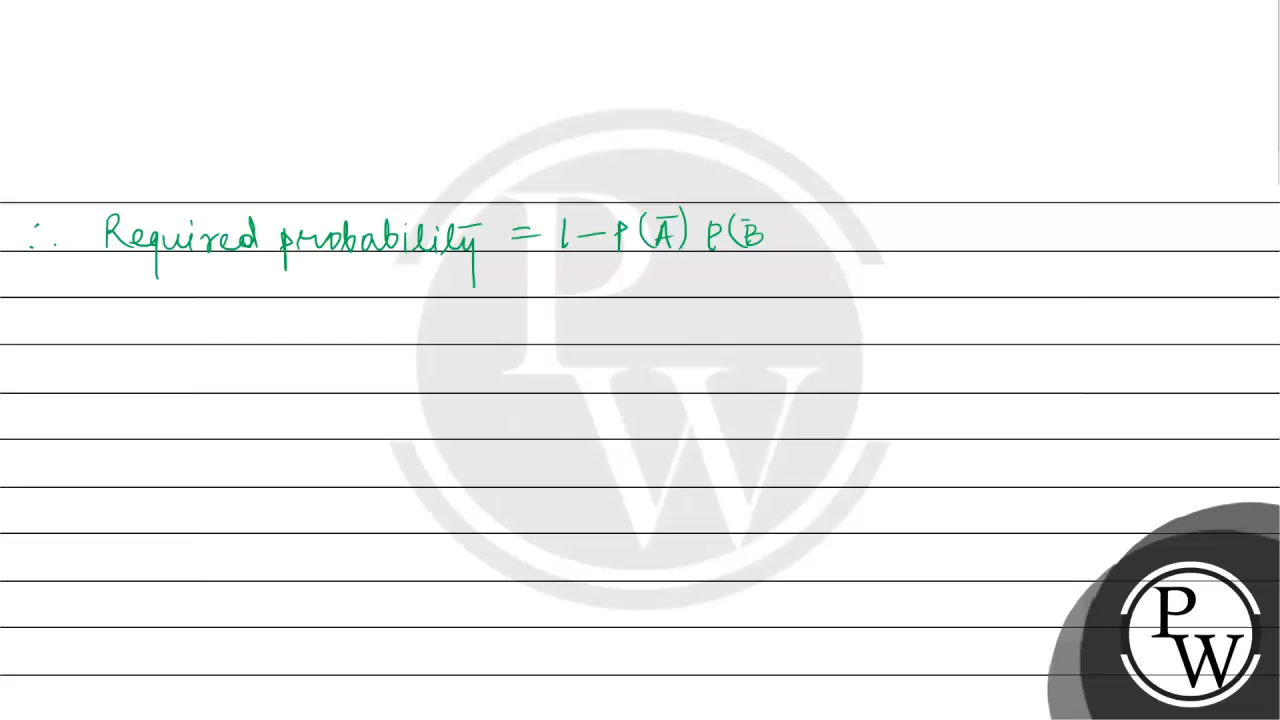 ∴ Required probability = 1 - P(A̅) P(B̅
P
W
P
W